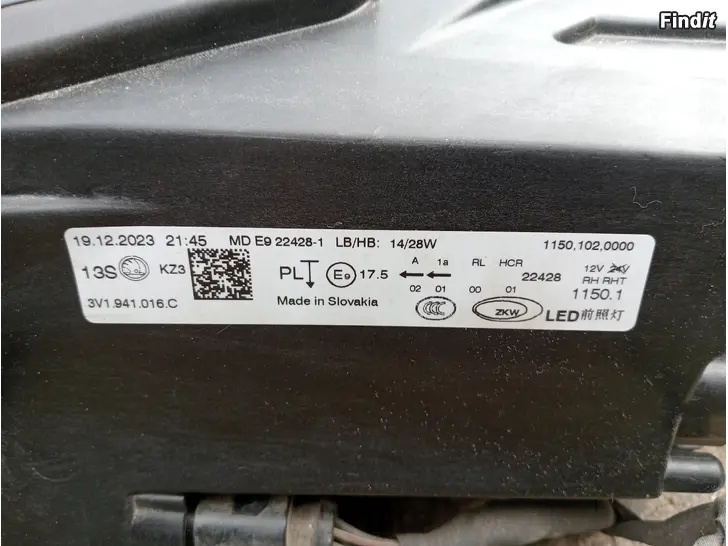 Findit
19.12.2023 21:45 MD E9 22428-1 LB/HB: 14/28W 1150.102.0000
13S KZ3 PL E9 17.5 A 1a RL HCR 22428 12V 24V
02 01 00 01 RH RHT
3V1.941.016.C Made in Slovakia CCC ZKW LED前照灯 1150.1